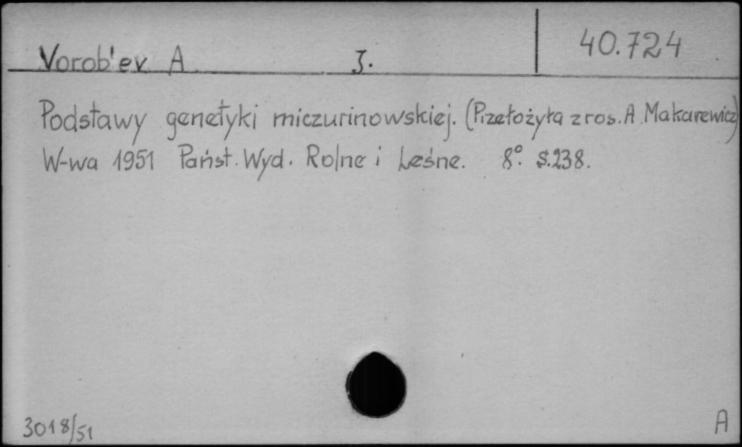 40.724
Vorob'ev A J.
Podstawy genetyki miczurinowskiej. (Przełożyła z ros. A. Makarewicz)
W-wa 1951 Państ. Wyd. Rolne i Leśne. 8° S.238.
3018/51
A